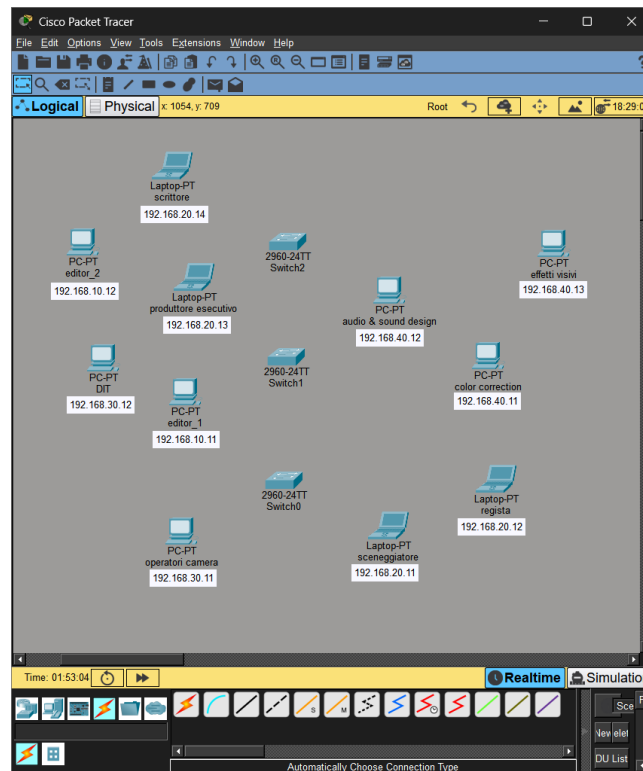 Cisco Packet Tracer
File Edit Options View Tools Extensions Window Help
Logical Physical x: 1054, y: 709 Root 18:29:0
Laptop-PT
scrittore
192.168.20.14
PC-PT
editor_2
192.168.10.12
2960-24TT
Switch2
PC-PT
effetti visivi
192.168.40.13
Laptop-PT
produttore esecutivo
192.168.20.13
PC-PT
audio & sound design
192.168.40.12
PC-PT
DIT
192.168.30.12
2960-24TT
Switch1
PC-PT
color correction
192.168.40.11
PC-PT
editor_1
192.168.10.11
2960-24TT
Switch0
Laptop-PT
regista
192.168.20.12
PC-PT
operatori camera
192.168.30.11
Laptop-PT
sceneggiatore
192.168.20.11
Time: 01:53:04 Realtime Simulatio
S M
Sce
New elet
DU List
Automatically Choose Connection Type